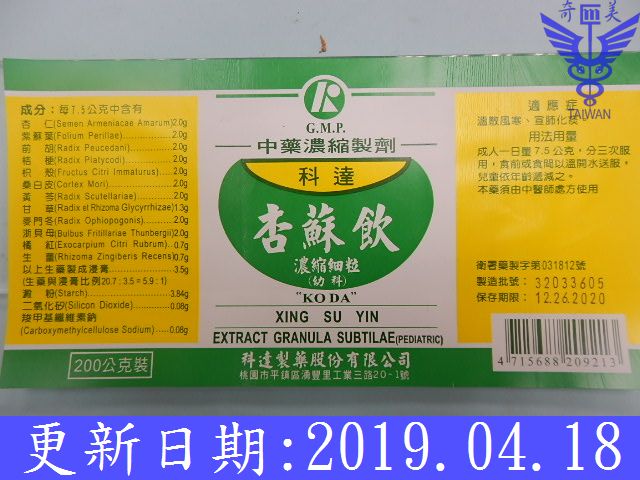 奇美
TAIWAN
成分：每7.5公克中含有
杏　仁(Semen Armeniacae Amarum)2.0g
紫蘇葉(Folium Perillae)........2.0g
前　胡(Radix Peucedani)........2.0g
桔　梗(Radix Platycodi)........2.0g
枳　殼(Fructus Citri Immaturus)....2.0g
桑白皮(Cortex Mori)........2.0g
黃　芩(Radix Scutellariae)........2.0g
甘　草(Radix et Rhizoma Glycyrrhizae)1.3g
麥門冬(Radix Ophiopogonis)........2.0g
浙貝母(Bulbus Fritillariae Thunbergii)2.0g
橘　紅(Exocarpium Citri Rubrum)..0.7g
生　薑(Rhizoma Zingiberis Recens)0.7g
以上生藥製成浸膏........3.5g
(生藥與浸膏比例20.7：3.5=5.9：1)
澱　粉(Starch)........3.84g
二氧化矽(Silicon Dioxide)........0.08g
羧甲基纖維素鈉
(Carboxymethylcellulose Sodium)....0.08g
200公克裝
G.M.P.
中藥濃縮製劑
科達
杏蘇飲
濃縮細粒
(幼科)
"KO DA"
XING SU YIN
EXTRACT GRANULA SUBTILAE(PEDIATRIC)
科達製藥股份有限公司
桃園市平鎮區湧豐里工業三路20-1號
適應症
溫散風寒、宣肺化痰
用法用量
成人一日量7.5公克，分三次服
用，食前或食間以溫開水送服，
兒童依年齡遞減之。
本藥須由中醫師處方使用
衛署藥製字第031812號
製造批號：32033605
保存期限：12.26.2020
4 715688 209213
更新日期:2019.04.18